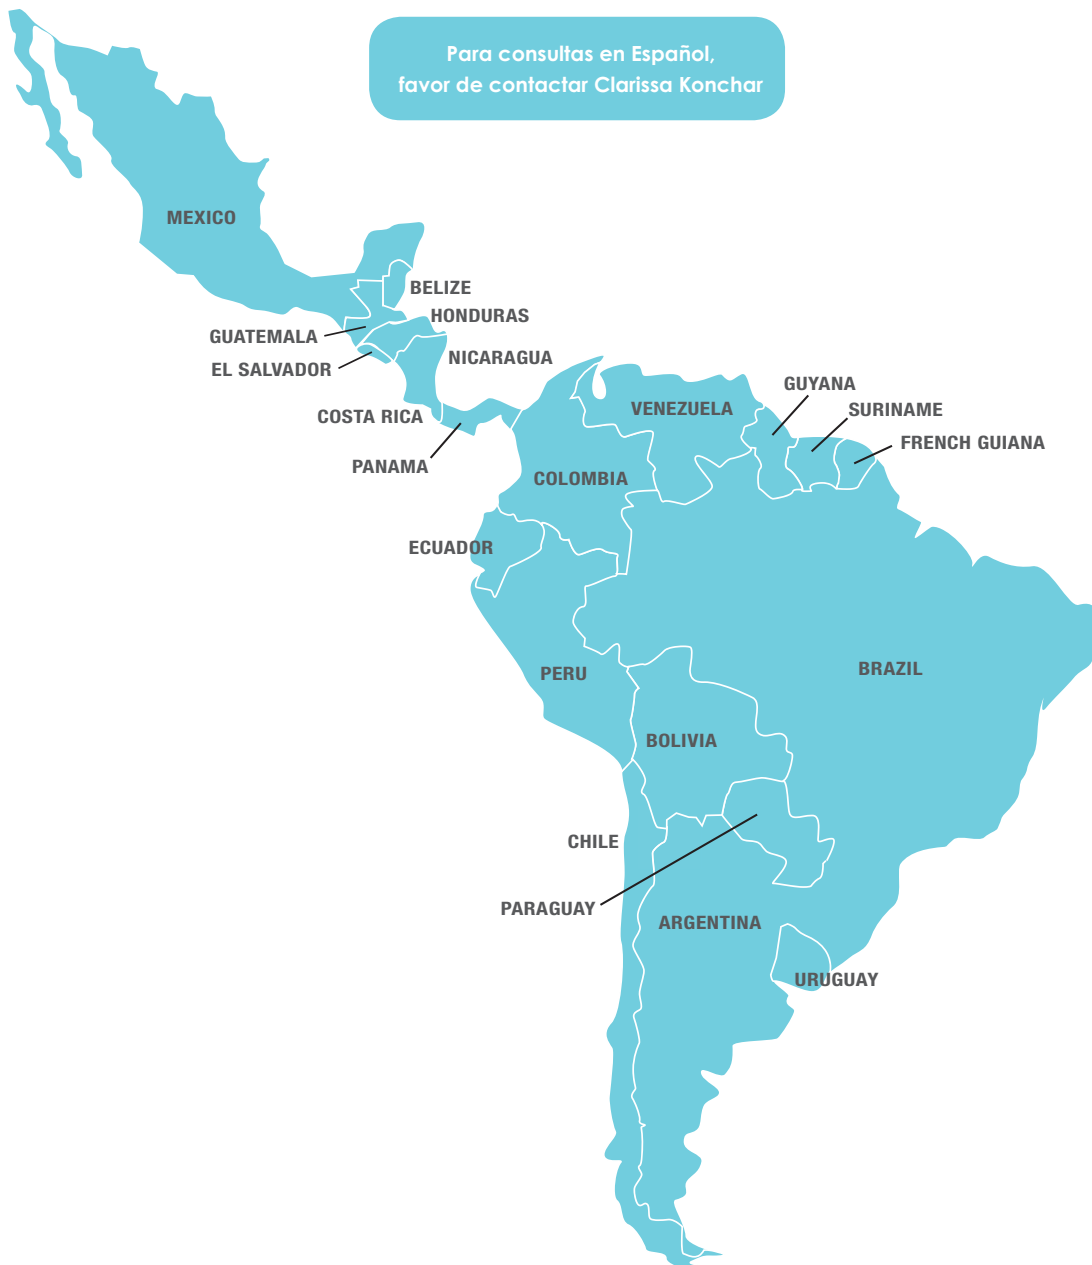 Para consultas en Español,
favor de contactar Clarissa Konchar
MEXICO
BELIZE
HONDURAS
GUATEMALA
EL SALVADOR
NICARAGUA
COSTA RICA
PANAMA
VENEZUELA
GUYANA
SURINAME
FRENCH GUIANA
COLOMBIA
ECUADOR
PERU
BRAZIL
BOLIVIA
CHILE
PARAGUAY
ARGENTINA
URUGUAY